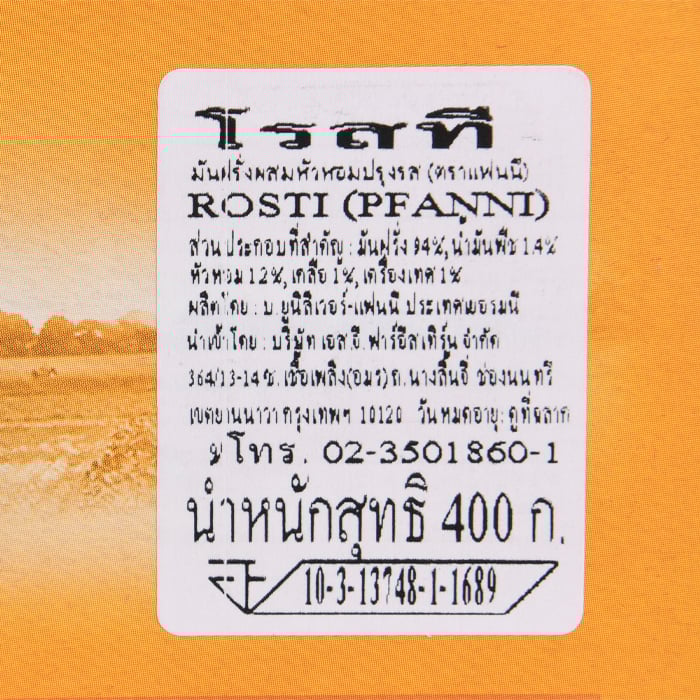 โรสที
มันฝรั่งผสมหัวหอมปรุงรส (ตราแฟนนี)
ROSTI (PFANNI)
ส่วนประกอบที่สำคัญ : มันฝรั่ง 94%, น้ำมันพืช 1.4%
หัวหอม 1.2%, เกลือ 1%, เครื่องเทศ 1%
ผลิตโดย : บ.ยูนิลีเวอร์-แฟนนี ประเทศเยอรมนี
นำเข้าโดย : บริษัท เอส.อี. ฟาร์อีสเทิร์น จำกัด
364/13-14 ซ. เชื้อเพลิง(อมร) ถ. นางลิ้นจี่ ช่องนนทรี
เขตยานนาวา กรุงเทพฯ 10120 วันหมดอายุ: ดูที่ฉลาก
โทร. 02-3501860-1
น้ำหนักสุทธิ 400 ก.
10-3-13748-1-1689